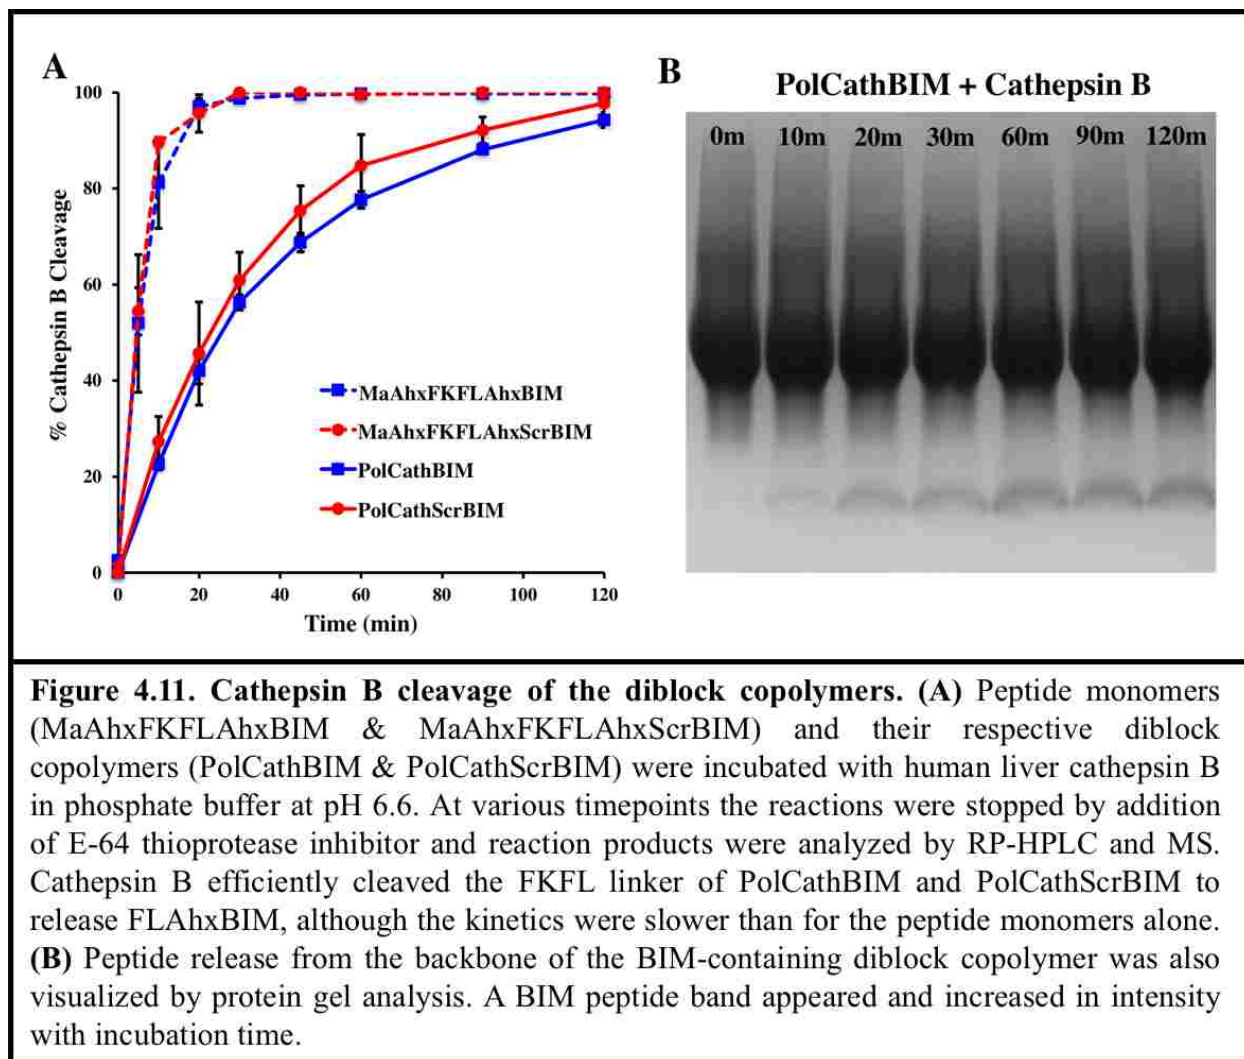 A
100
80
60
40
20
0
% Cathepsin B Cleavage
0 20 40 60 80 100 120
Time (min)
MaAhxFKFLAhxBIM
MaAhxFKFLAhxScrBIM
PolCathBIM
PolCathScrBIM
B
PolCathBIM + Cathepsin B
0m 10m 20m 30m 60m 90m 120m
Figure 4.11. Cathepsin B cleavage of the diblock copolymers. (A) Peptide monomers
(MaAhxFKFLAhxBIM & MaAhxFKFLAhxScrBIM) and their respective diblock
copolymers (PolCathBIM & PolCathScrBIM) were incubated with human liver cathepsin B
in phosphate buffer at pH 6.6. At various timepoints the reactions were stopped by addition
of E-64 thioprotease inhibitor and reaction products were analyzed by RP-HPLC and MS.
Cathepsin B efficiently cleaved the FKFL linker of PolCathBIM and PolCathScrBIM to
release FLAhxBIM, although the kinetics were slower than for the peptide monomers alone.
(B) Peptide release from the backbone of the BIM-containing diblock copolymer was also
visualized by protein gel analysis. A BIM peptide band appeared and increased in intensity
with incubation time.